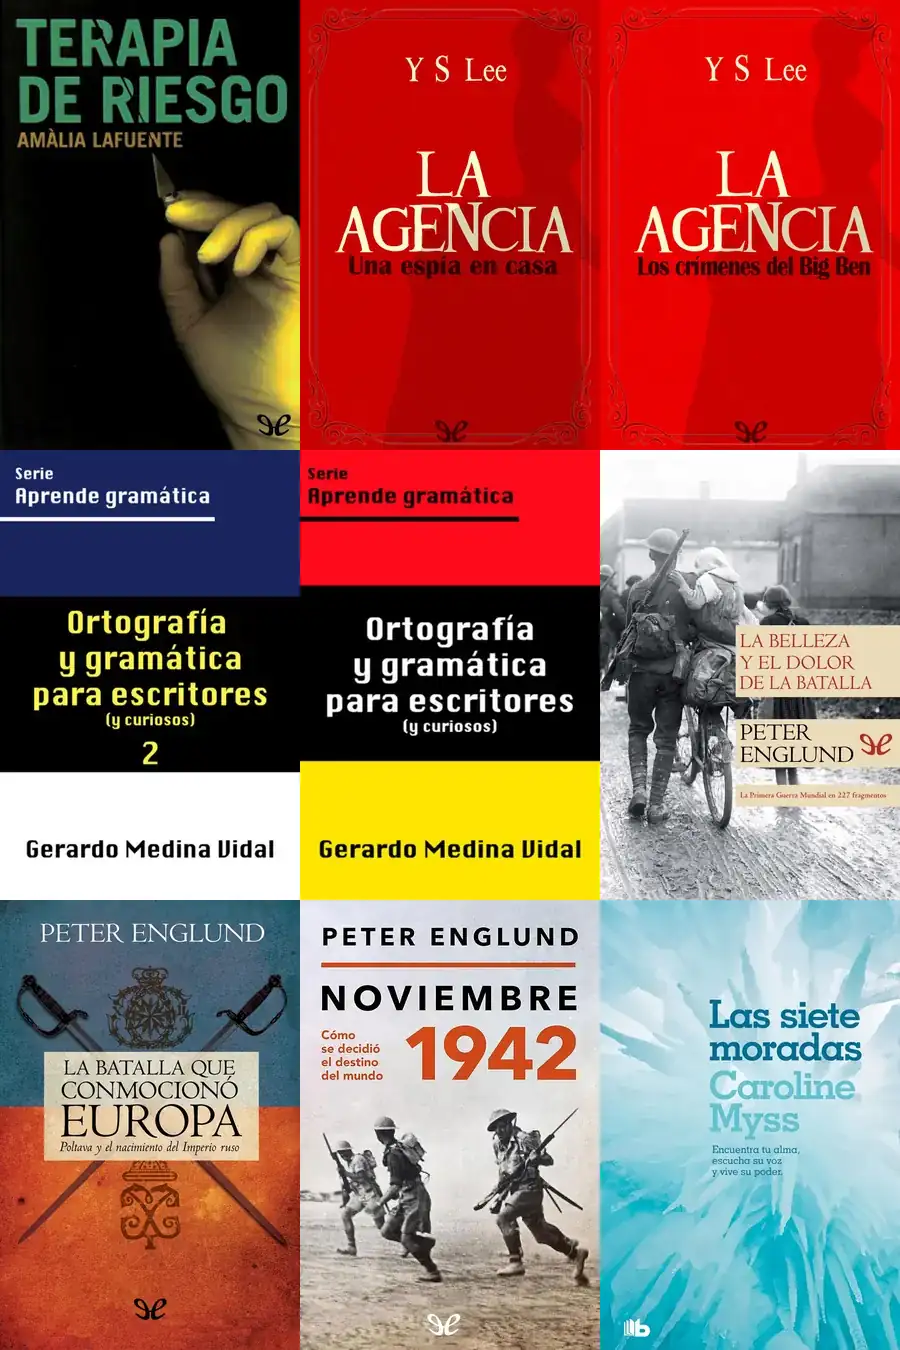 TERAPIA
DE RIESGO
AMÀLIA LAFUENTE
Y S Lee
LA
AGENCIA
Una espía en casa
Y S Lee
LA
AGENCIA
Los crímenes del Big Ben
Serie
Aprende gramática
Ortografía
y gramática
para escritores
(y curiosos)
2
Gerardo Medina Vidal
Serie
Aprende gramática
Ortografía
y gramática
para escritores
(y curiosos)
Gerardo Medina Vidal
LA BELLEZA
Y EL DOLOR
DE LA BATALLA
PETER
ENGLUND
La Primera Guerra Mundial en 227 fragmentos
PETER ENGLUND
LA BATALLA QUE
CONMOCIONÓ
EUROPA
Poltava y el nacimiento del Imperio ruso
PETER ENGLUND
NOVIEMBRE
1942
Cómo
se decidió
el destino
del mundo
Las siete
moradas
Caroline
Myss
Encuentra tu alma,
escucha su voz
y vive su poder.